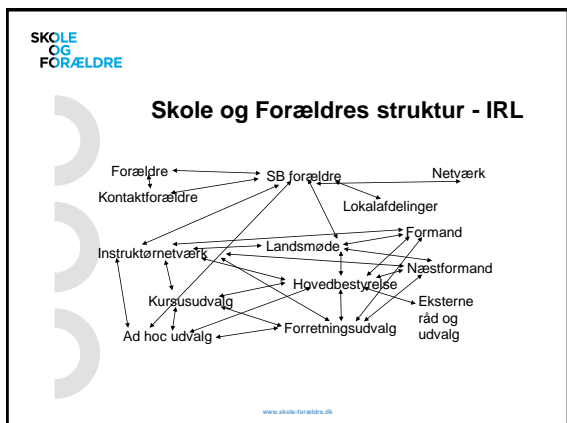 SKOLE
OG
FORÆLDRE
Skole og Forældres struktur - IRL
Forældre
SB forældre
Netværk
Kontaktforældre
Lokalafdelinger
Formand
Instruktørnetværk
Landsmøde
Næstformand
Hovedbestyrelse
Kursusudvalg
Eksterne
råd og
udvalg
Ad hoc udvalg
Forretningsudvalg
www.skole-foraeldre.dk